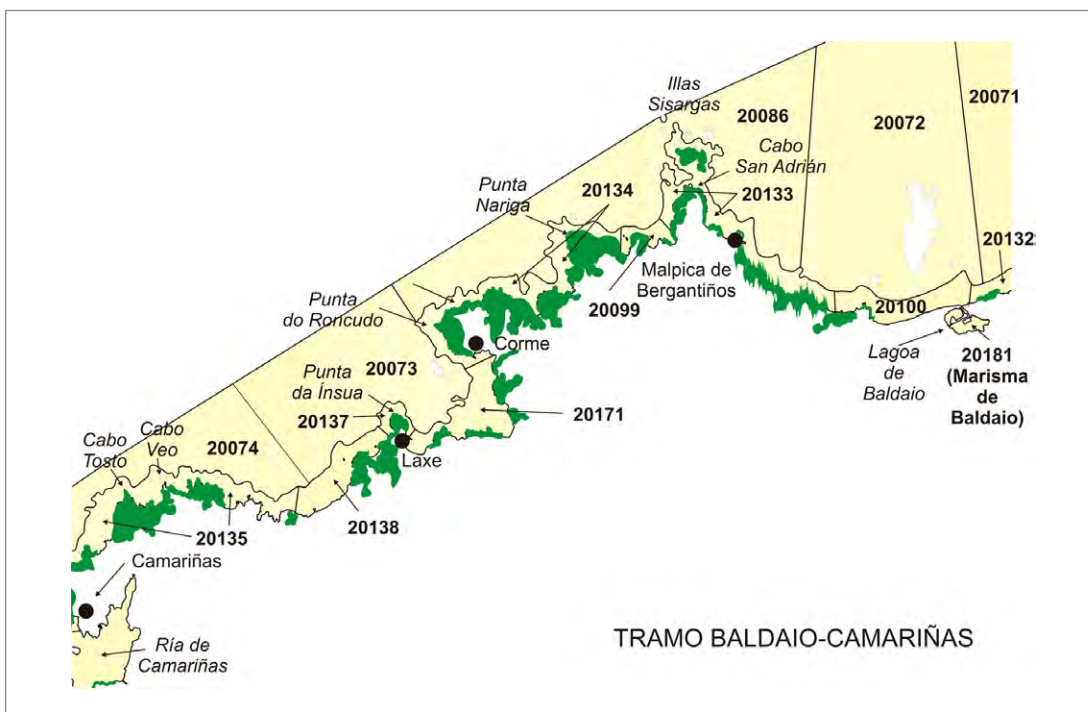 Illas
Sisargas
20086
20072
20071
Cabo
San Adrián
Punta
Nariga
20134
20133
20132
Malpica de
Bergantiños
20099
20100
Lagoa
de
Baldaio
20181
(Marisma
de
Baldaio)
Punta
do Roncudo
Corme
20073
Punta
da Ínsua
20137
20171
Laxe
Cabo
Veo
Cabo
Tosto
20074
20138
20135
Camariñas
Ría de
Camariñas
TRAMO BALDAIO-CAMARIÑAS